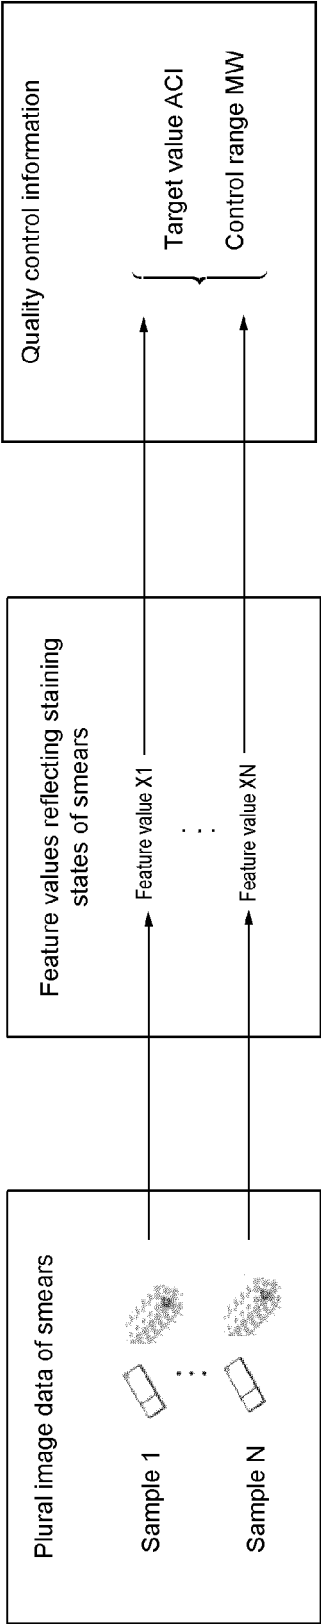 Plural image data of smears
Sample 1
Sample N
Feature values reflecting staining
states of smears
Feature value X1
Feature value XN
Quality control information
Target value ACI
Control range MW